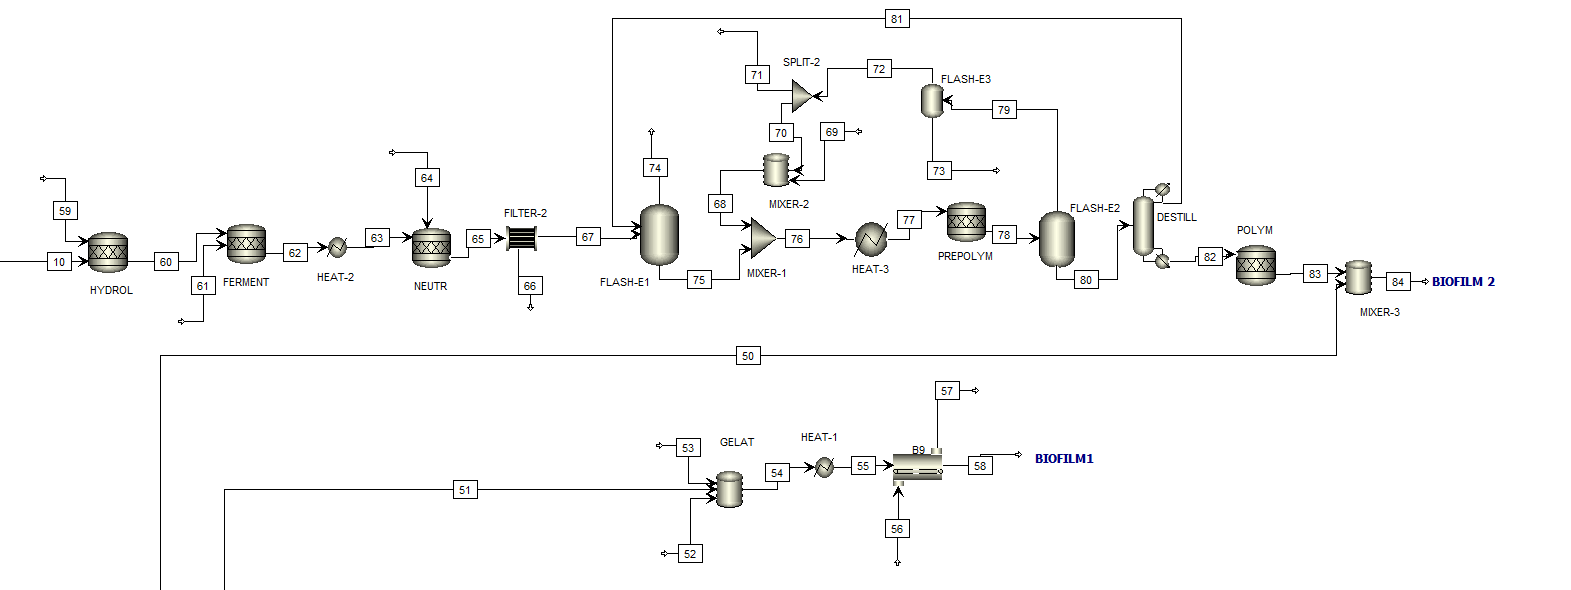 81
SPLIT-2
71
72
FLASH-E3
70
69
79
64
74
73
59
68
MIXER-2
FILTER-2
77
FLASH-E2
DESTILL
10
60
62
63
65
67
76
78
POLYM
HYDROL
61
FERMENT
HEAT-2
NEUTR
66
FLASH-E1
75
MIXER-1
HEAT-3
PREPOLYM
80
82
83
84
BIOFILM 2
MIXER-3
50
57
53
GELAT
HEAT-1
B9
54
55
58
BIOFILM1
51
56
52